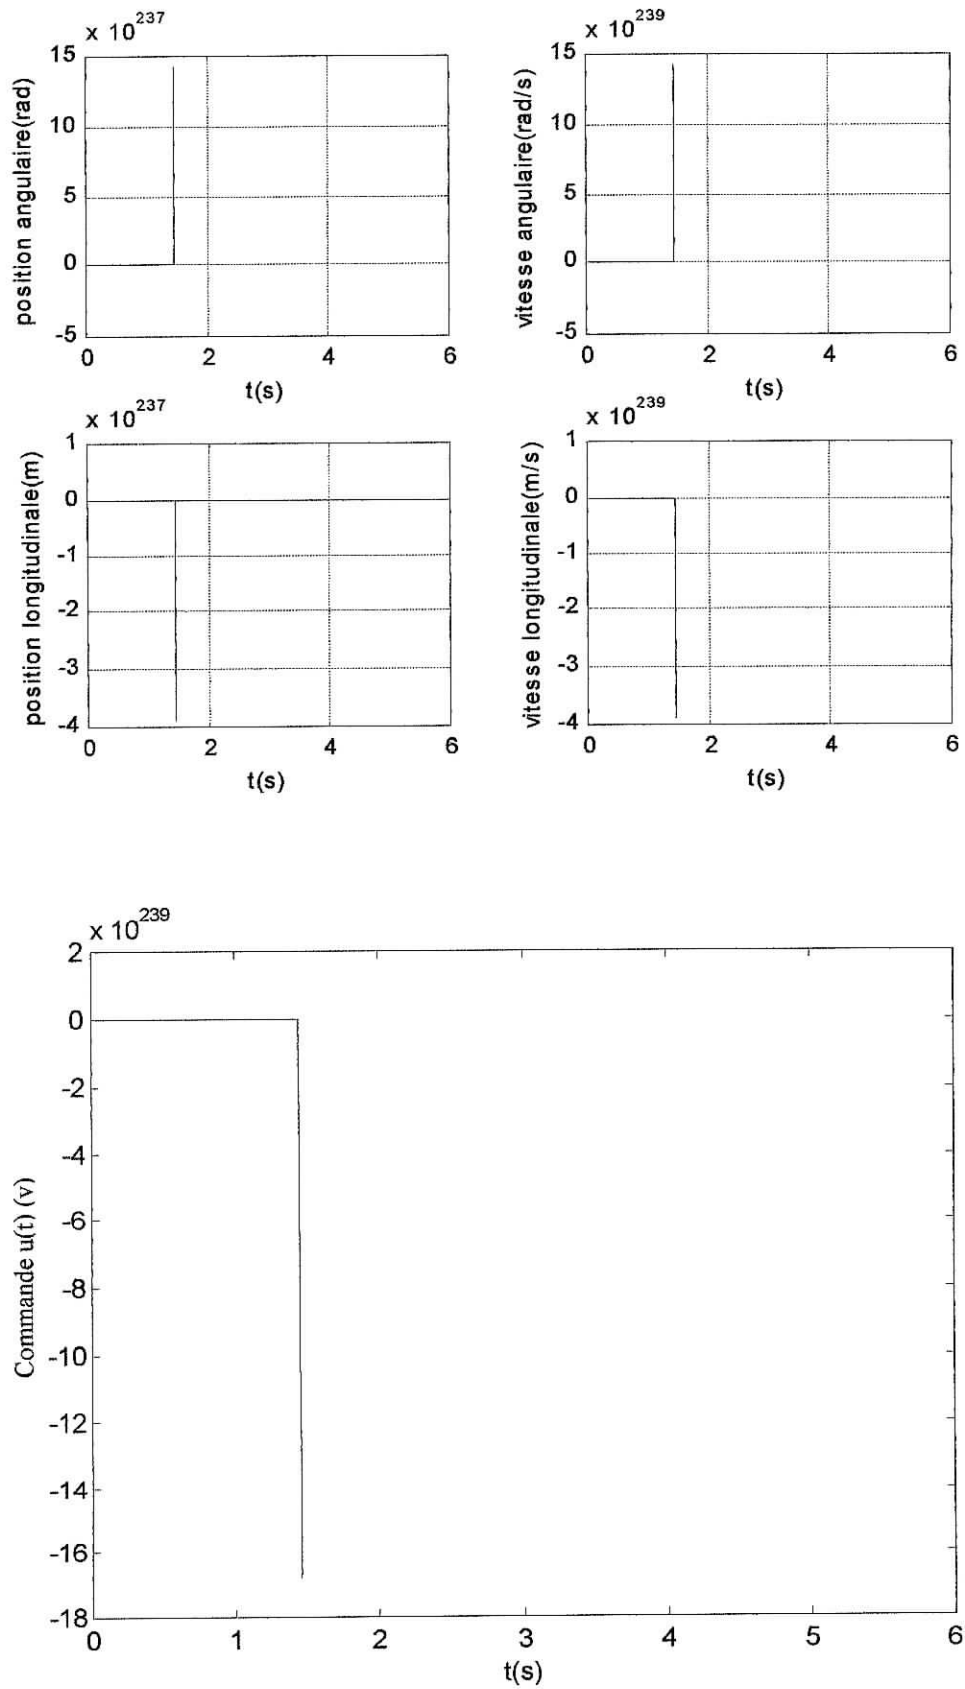 x 10^237
15
10
5
0
-5
position angulaire(rad)
0 2 4 6
t(s)
x 10^239
15
10
5
0
-5
vitesse angulaire(rad/s)
0 2 4 6
t(s)
x 10^237
1
0
-1
-2
-3
-4
position longitudinale(m)
0 2 4 6
t(s)
x 10^239
1
0
-1
-2
-3
-4
vitesse longitudinale(m/s)
0 2 4 6
t(s)
x 10^239
2
0
-2
-4
-6
-8
-10
-12
-14
-16
-18
Commande u(t) (v)
0 1 2 3 4 5 6
t(s)